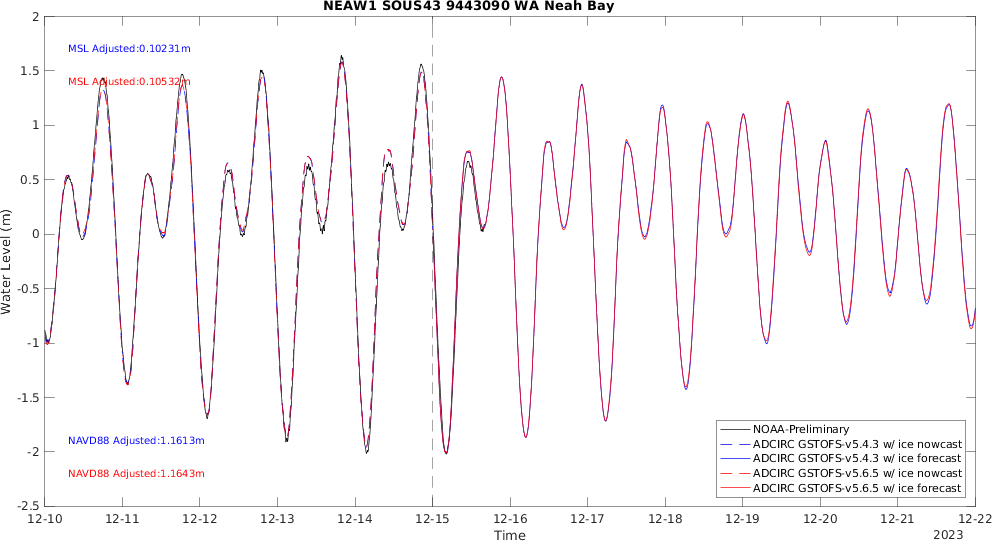 NEAW1 SOUS43 9443090 WA Neah Bay
2
1.5
1
0.5
0
-0.5
-1
-1.5
-2
-2.5
Water Level (m)
MSL Adjusted:0.10231m
MSL Adjusted:0.10532m
NAVD88 Adjusted:1.1613m
NAVD88 Adjusted:1.1643m
NOAA-Preliminary
ADCIRC GSTOFS-v5.4.3 w/ ice nowcast
ADCIRC GSTOFS-v5.4.3 w/ ice forecast
ADCIRC GSTOFS-v5.6.5 w/ ice nowcast
ADCIRC GSTOFS-v5.6.5 w/ ice forecast
12-10 12-11 12-12 12-13 12-14 12-15 12-16 12-17 12-18 12-19 12-20 12-21 12-22
Time
2023